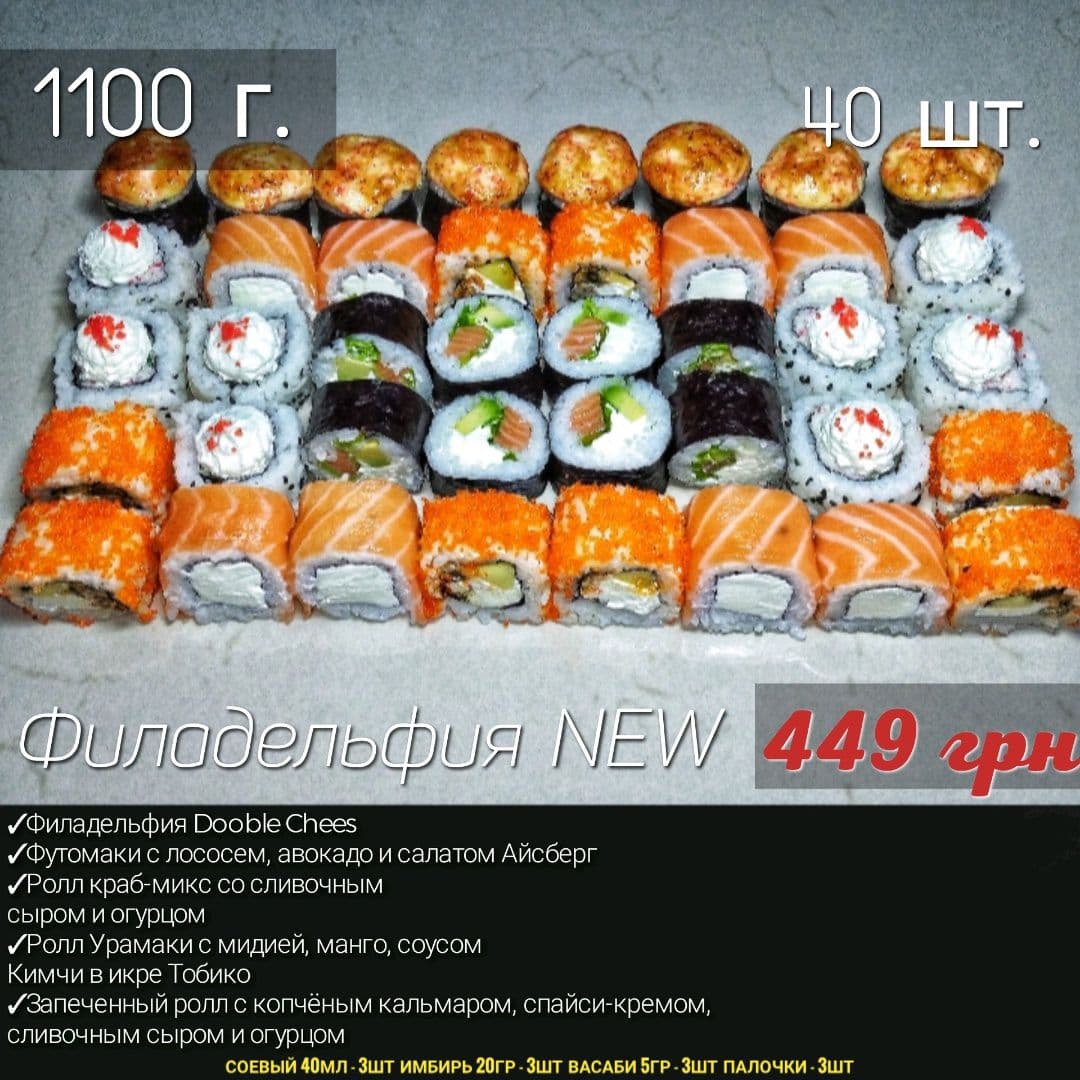 1100 г.
40 шт.
Филадельфия NEW
449 грн
✓Филадельфия Dooble Chees
✓Футомаки с лососем, авокадо и салатом Айсберг
✓Ролл краб-микс со сливочным
сыром и огурцом
✓Ролл Урамаки с мидией, манго, соусом
Кимчи в икре Тобико
✓Запеченный ролл с копчёным кальмаром, спайси-кремом,
сливочным сыром и огурцом
СОЕВЫЙ 40МЛ - 3ШТ ИМБИРЬ 20ГР - 3ШТ ВАСАБИ 5ГР - 3ШТ ПАЛОЧКИ - 3ШТ